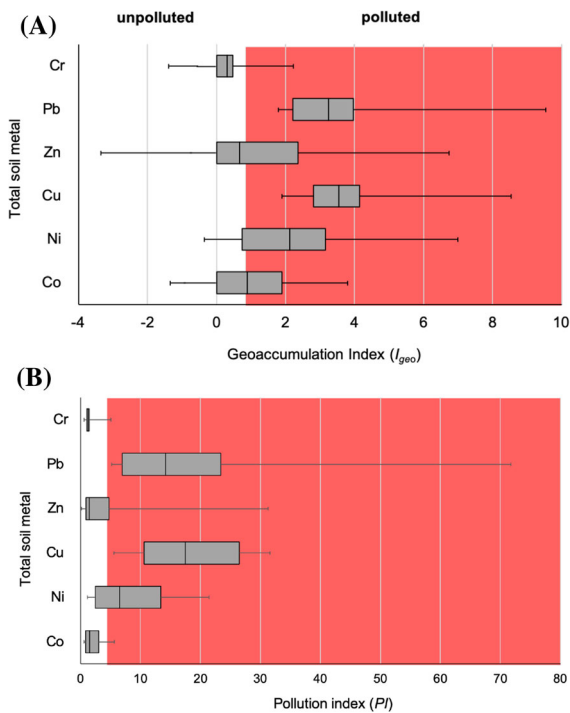 unpolluted polluted
(A)
Cr
Pb
Zn
Cu
Ni
Co
Total soil metal
-4 -2 0 2 4 6 8 10
Geoaccumulation Index (Igeo)
(B)
Cr
Pb
Zn
Cu
Ni
Co
Total soil metal
0 10 20 30 40 50 60 70 80
Pollution index (PI)